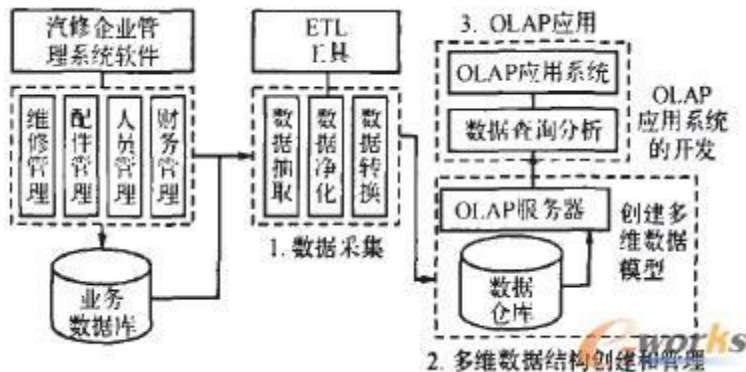 汽修企业管
理系统软件
维修管理
配件管理
人员管理
财务管理
业务
数据库
ETL
工具
数据抽取
数据净化
数据转换
1. 数据采集
3. OLAP应用
OLAP应用系统
数据查询分析
OLAP
应用系统
的开发
OLAP服务器
创建多
维数据
模型
数据
仓库
e-works
2. 多维数据结构创建和管理